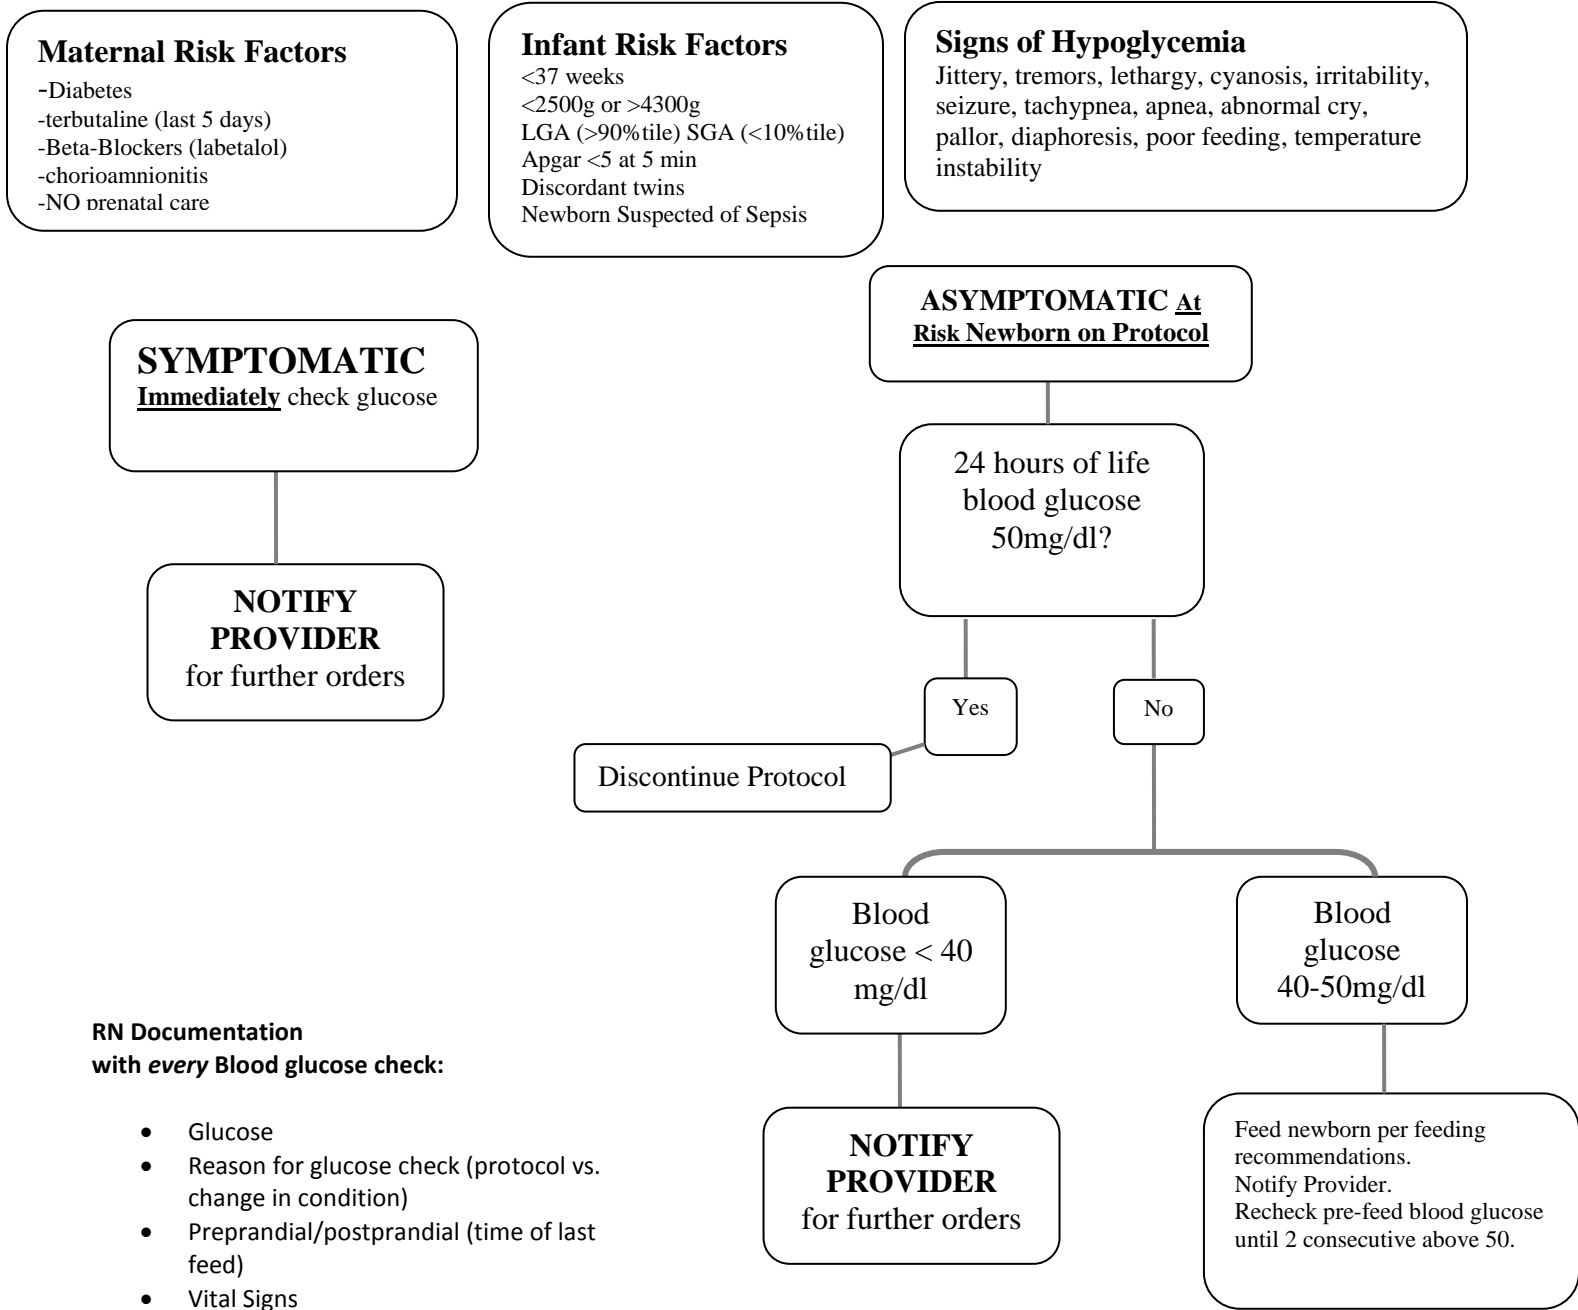 Maternal Risk Factors
-Diabetes
-terbutaline (last 5 days)
-Beta-Blockers (labetalol)
-chorioamnionitis
-NO prenatal care
Infant Risk Factors
<37 weeks
<2500g or >4300g
LGA (>90%tile) SGA (<10%tile)
Apgar <5 at 5 min
Discordant twins
Newborn Suspected of Sepsis
Signs of Hypoglycemia
Jittery, tremors, lethargy, cyanosis, irritability,
seizure, tachypnea, apnea, abnormal cry,
pallor, diaphoresis, poor feeding, temperature
instability
SYMPTOMATIC
Immediately check glucose
NOTIFY
PROVIDER
for further orders
ASYMPTOMATIC At
Risk Newborn on Protocol
24 hours of life
blood glucose
50mg/dl?
Yes
No
Discontinue Protocol
Blood
glucose < 40
mg/dl
Blood
glucose
40-50mg/dl
NOTIFY
PROVIDER
for further orders
Feed newborn per feeding
recommendations.
Notify Provider.
Recheck pre-feed blood glucose
until 2 consecutive above 50.
RN Documentation
with every Blood glucose check:
• Glucose
• Reason for glucose check (protocol vs.
change in condition)
• Preprandial/postprandial (time of last
feed)
• Vital Signs